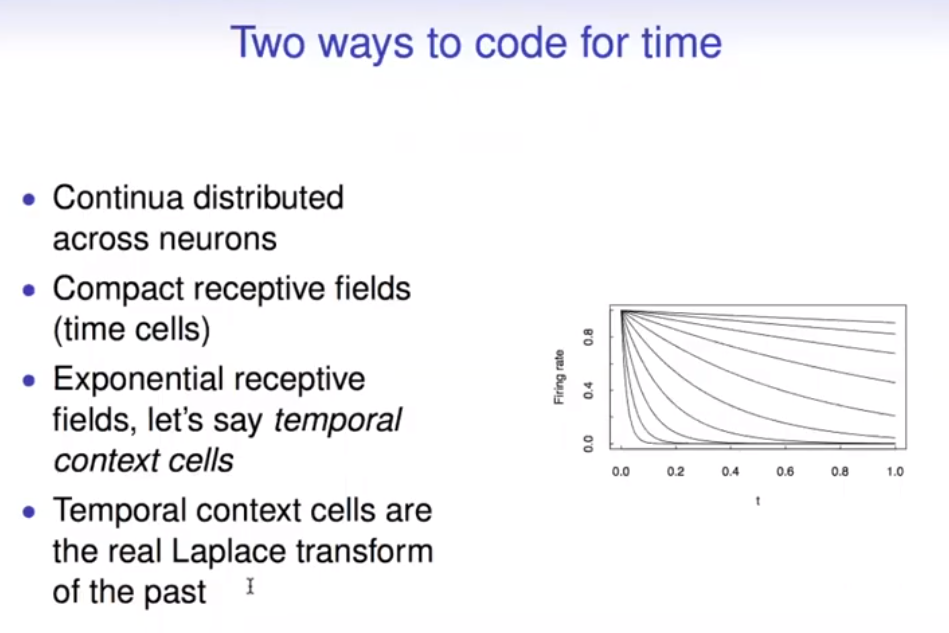 Two ways to code for time
• Continua distributed
across neurons
• Compact receptive fields
(time cells)
• Exponential receptive
fields, let's say temporal
context cells
• Temporal context cells are
the real Laplace transform
of the past
Firing rate
0.8
0.4
0.0
0.0 0.2 0.4 0.6 0.8 1.0
t